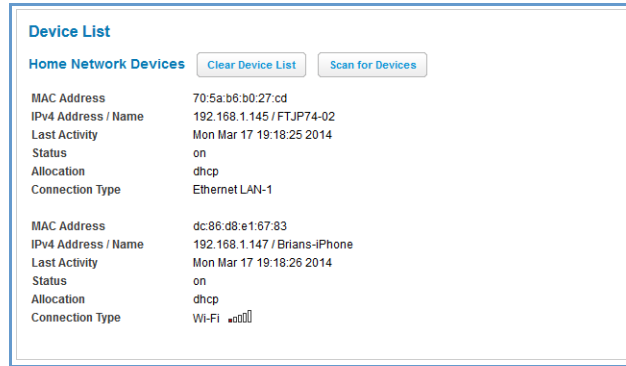 Device List
Home Network Devices Clear Device List Scan for Devices
MAC Address 70:5a:b6:b0:27:cd
IPv4 Address / Name 192.168.1.145 / FTJP74-02
Last Activity Mon Mar 17 19:18:25 2014
Status on
Allocation dhcp
Connection Type Ethernet LAN-1
MAC Address dc:86:d8:e1:67:83
IPv4 Address / Name 192.168.1.147 / Brians-iPhone
Last Activity Mon Mar 17 19:18:26 2014
Status on
Allocation dhcp
Connection Type Wi-Fi